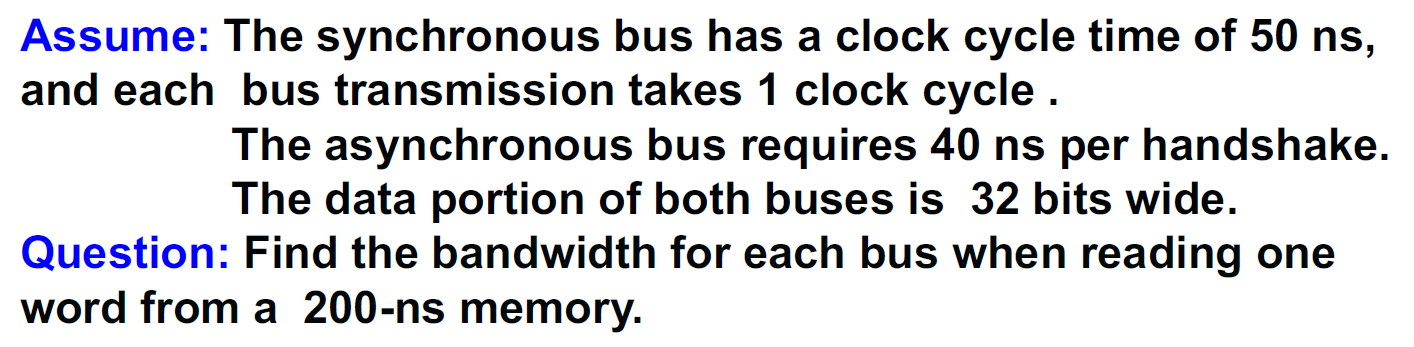 Assume: The synchronous bus has a clock cycle time of 50 ns,
and each bus transmission takes 1 clock cycle .
The asynchronous bus requires 40 ns per handshake.
The data portion of both buses is 32 bits wide.
Question: Find the bandwidth for each bus when reading one
word from a 200-ns memory.